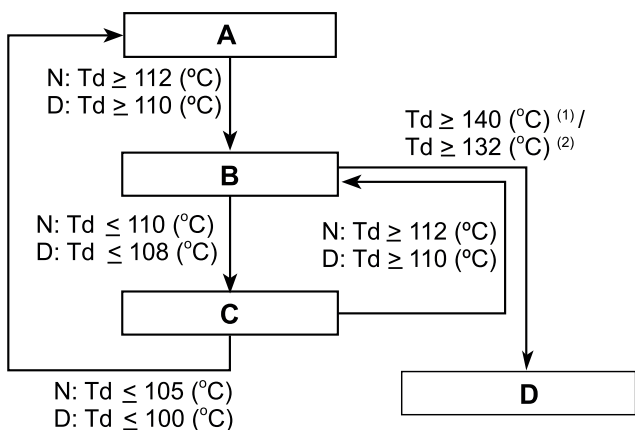 A
N: Td ≥ 112 (ºC)
D: Td ≥ 110 (ºC)
Td ≥ 140 (°C) (1) /
Td ≥ 132 (°C) (2)
B
N: Td ≤ 110 (°C)
D: Td ≤ 108 (°C)
N: Td ≥ 112 (ºC)
D: Td ≥ 110 (ºC)
C
D
N: Td ≤ 105 (°C)
D: Td ≤ 100 (°C)